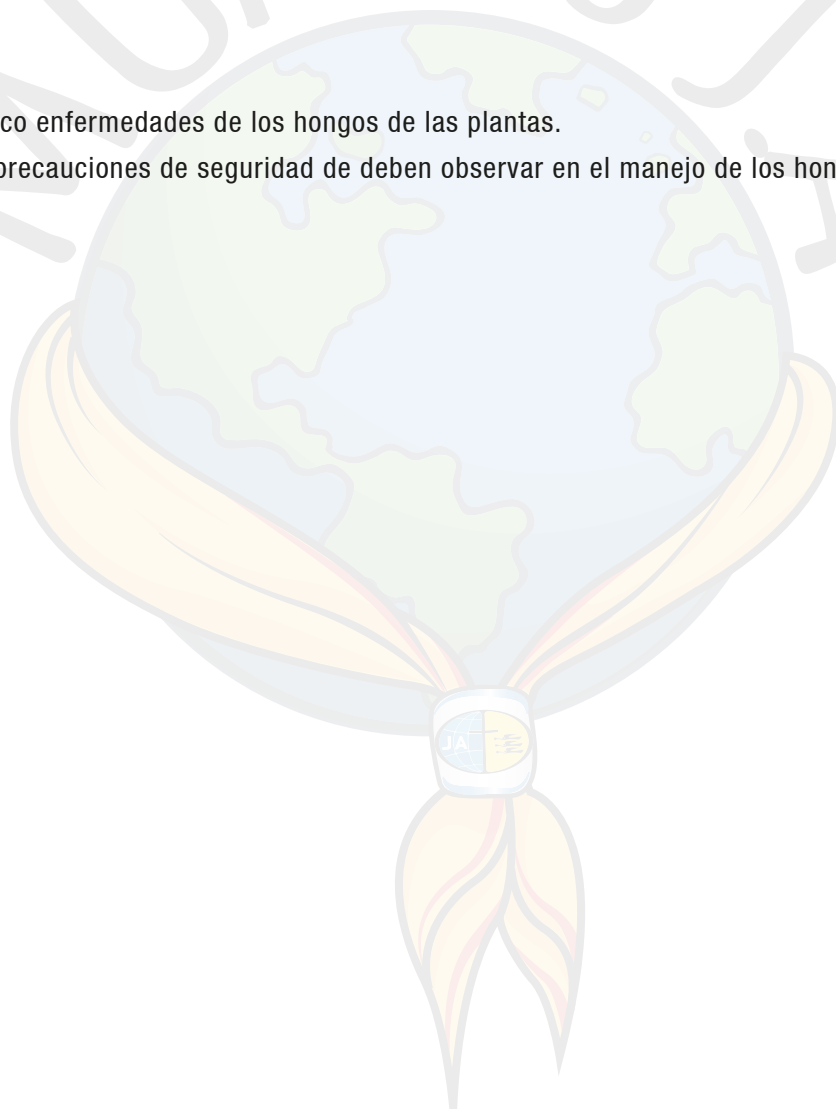 co enfermedades de los hongos de las plantas.
precauciones de seguridad de deben observar en el manejo de los hon
JA